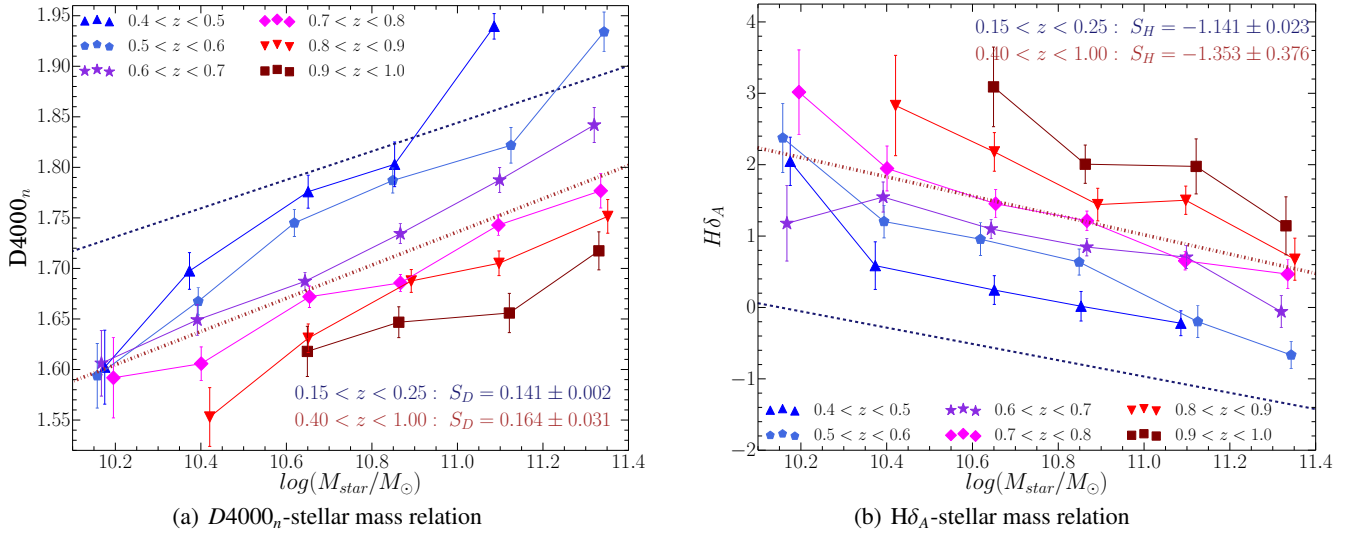 1.95
1.90
1.85
1.80
1.75
1.70
1.65
1.60
1.55
D4000ₙ
0.4 < z < 0.5
0.5 < z < 0.6
0.6 < z < 0.7
0.7 < z < 0.8
0.8 < z < 0.9
0.9 < z < 1.0
0.15 < z < 0.25 : S_D = 0.141 ± 0.002
0.40 < z < 1.00 : S_D = 0.164 ± 0.031
10.2 10.4 10.6 10.8 11.0 11.2 11.4
log(M_star/M_⊙)
(a) D4000ₙ-stellar mass relation
4
3
2
1
0
−1
−2
Hδ_A
0.15 < z < 0.25 : S_H = −1.141 ± 0.023
0.40 < z < 1.00 : S_H = −1.353 ± 0.376
0.4 < z < 0.5
0.5 < z < 0.6
0.6 < z < 0.7
0.7 < z < 0.8
0.8 < z < 0.9
0.9 < z < 1.0
10.2 10.4 10.6 10.8 11.0 11.2 11.4
log(M_star/M_⊙)
(b) Hδ_A-stellar mass relation